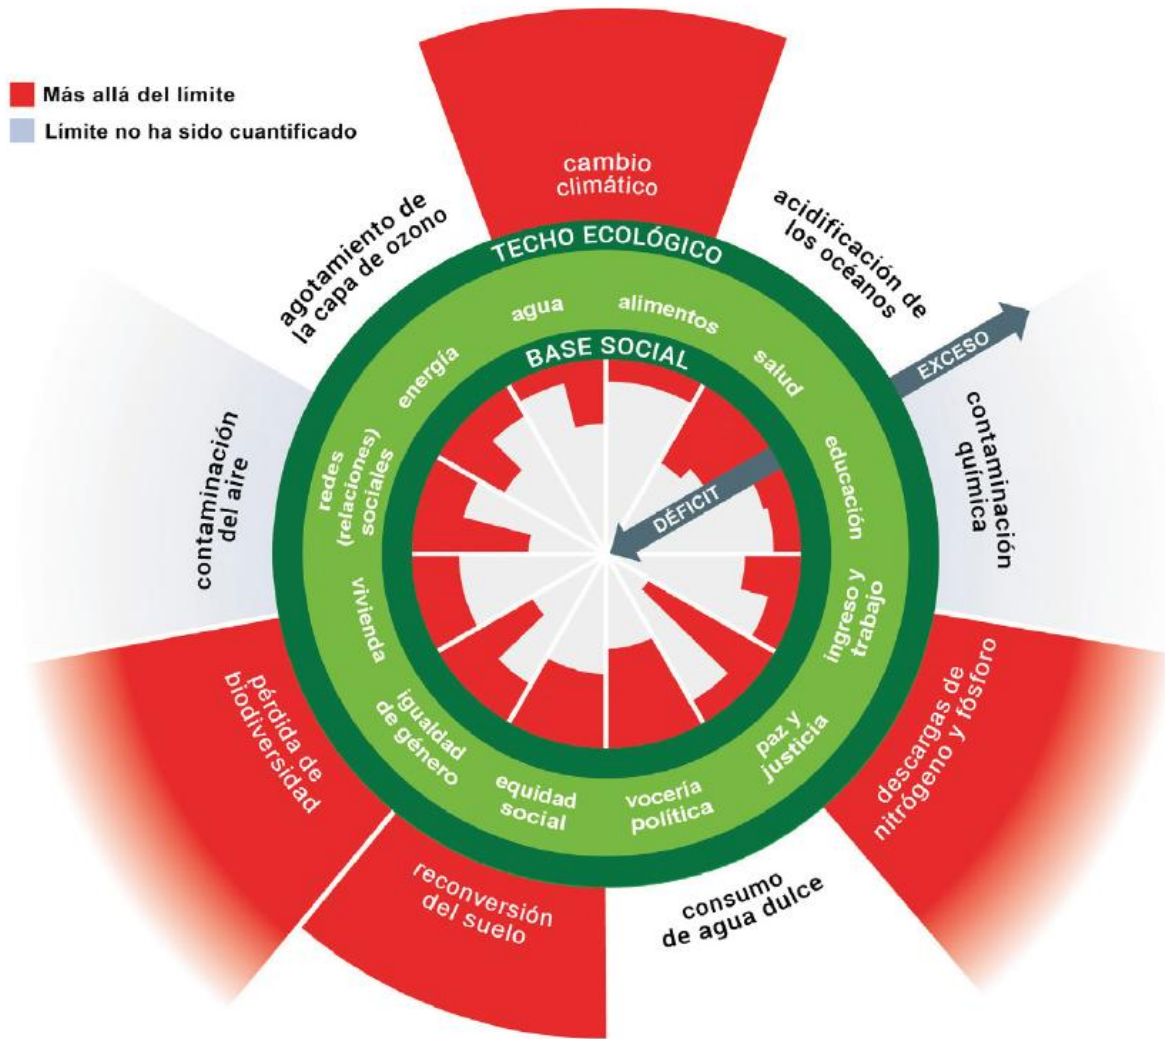 Más allá del límite
Límite no ha sido cuantificado
cambio
climático
agotamiento de
la capa de ozono
acidificación de
los océanos
TECHO ECOLÓGICO
agua
alimentos
energía
salud
BASE SOCIAL
EXCESO
DÉFICIT
contaminación
del aire
redes
(relaciones)
sociales
educación
contaminación
química
vivienda
ingreso y
trabajo
igualdad
de género
equidad
social
vocería
política
paz y
justicia
pérdida de
biodiversidad
reconversión
del suelo
consumo
de agua dulce
descargas de
nitrógeno y fósforo